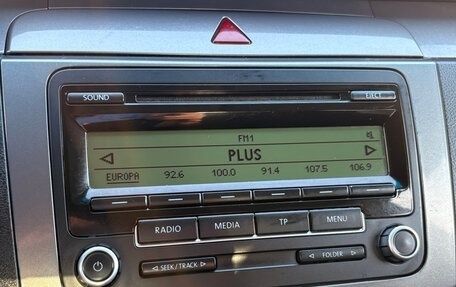 SOUND
EJECT
FM1
PLUS
EUROPA 92.6 100.0 91.4 107.5 106.9
RADIO MEDIA TP MENU
SEEK/TRACK FOLDER